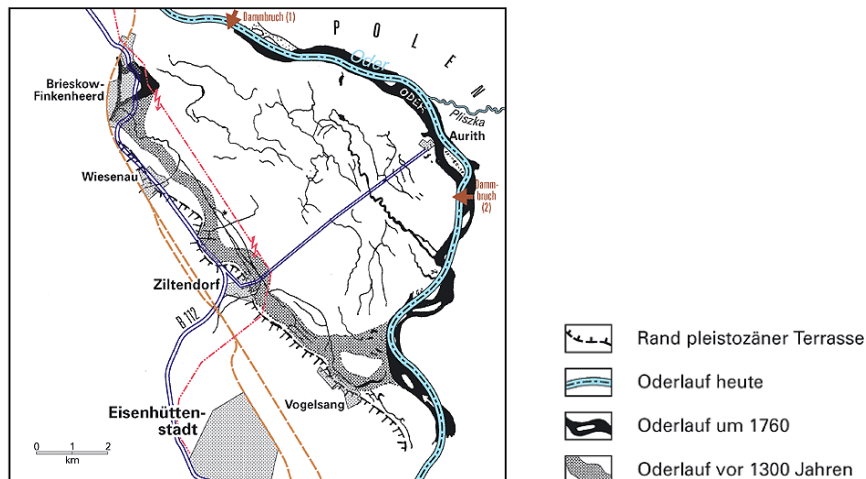 Dammbruch (1)
POLEN
Oder
ODER
Brieskow-
Finkenheerd
Pliszka
Aurith
Wiesenau
Damm-
bruch
(2)
Ziltendorf
B 112
Vogelsang
Eisenhütten-
stadt
0 1 2
km
Rand pleistozäner Terrasse
Oderlauf heute
Oderlauf um 1760
Oderlauf vor 1300 Jahren